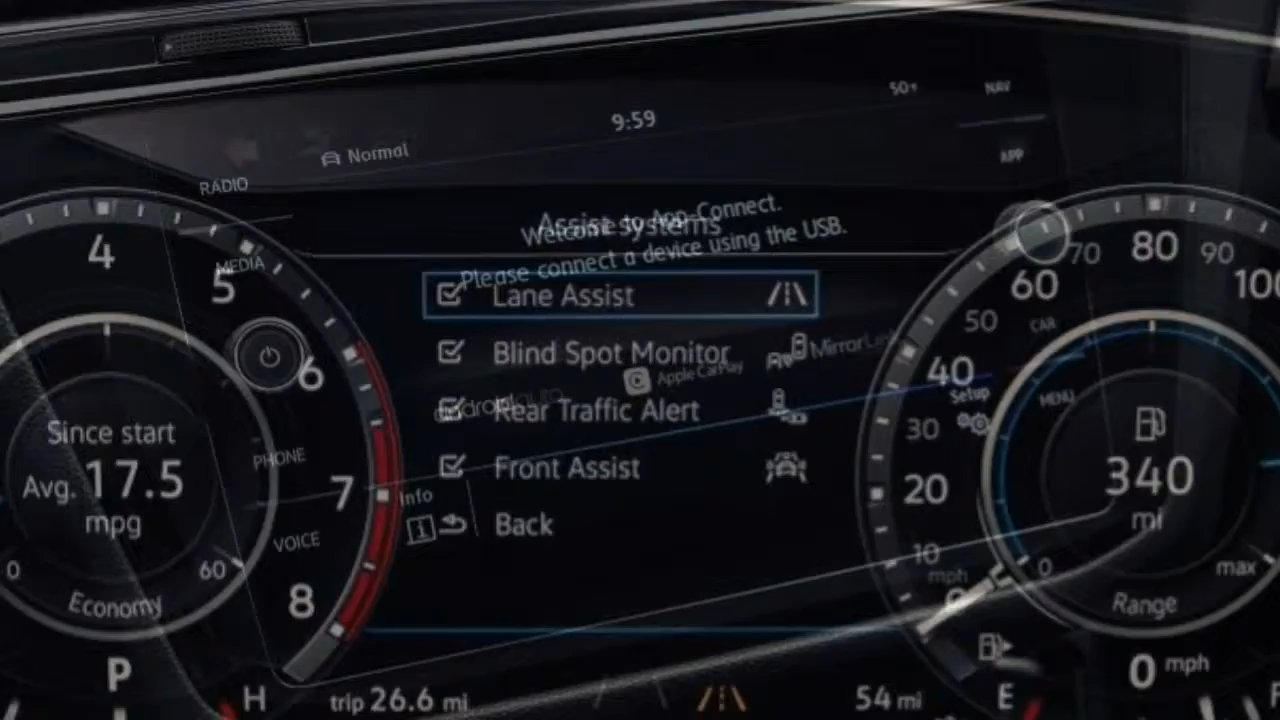 50°
NAV
9:59
Normal
APP
RADIO
Welcome to App-Connect.
Assist systems
Please connect a device using the USB.
MEDIA
Lane Assist
Blind Spot Monitor
MirrorLink
Apple CarPlay
androidauto
Rear Traffic Alert
Front Assist
Info
Back
4
5
6
7
8
PHONE
VOICE
Since start
Avg. 17.5
mpg
0
60
Economy
P
H
trip 26.6 mi
54 mi
E
70
80
90
60
100
50
CAR
40
Setup
MENU
30
20
10
mph
0
340
mi
0
max
Range
0 mph